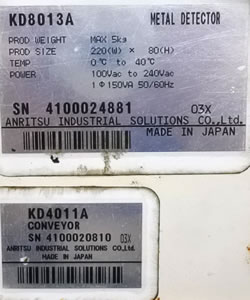 KD8013A METAL DETECTOR
PROD WEIGHT MAX.5kg
PROD SIZE 220(W) × 80(H)
TEMP 0℃ to 40℃
POWER 100Vac to 240Vac
1Φ150VA 50/60Hz
SN 4100024881 03X
ANRITSU INDUSTRIAL SOLUTIONS CO.,Ltd.
MADE IN JAPAN
KD4011A
CONVEYOR
SN 4100020810 03X
ANRITSU INDUSTRIAL SOLUTIONS CO.,Ltd.
MADE IN JAPAN